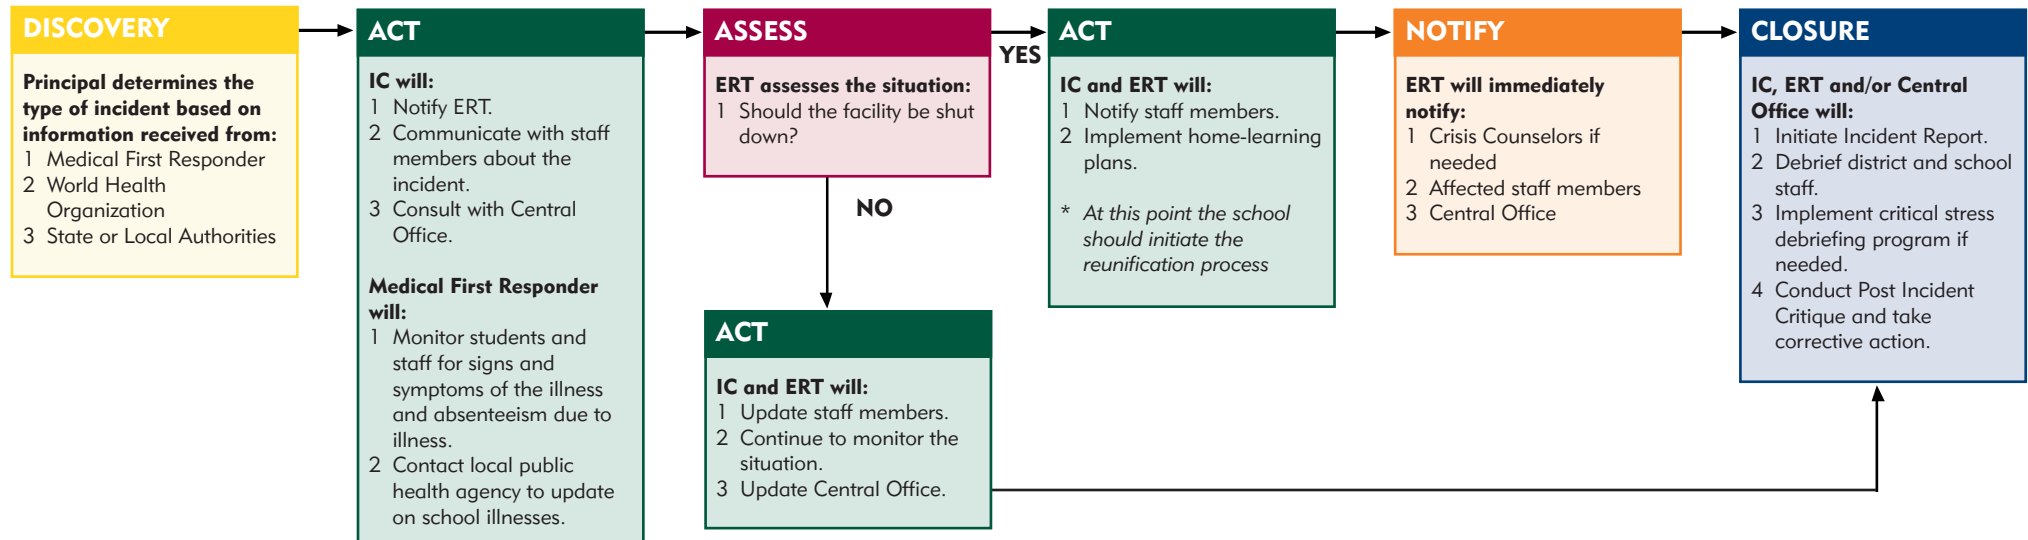 DISCOVERY
Principal determines the
type of incident based on
information received from:
1 Medical First Responder
2 World Health
Organization
3 State or Local Authorities
ACT
IC will:
1 Notify ERT.
2 Communicate with staff
members about the
incident.
3 Consult with Central
Office.
Medical First Responder
will:
1 Monitor students and
staff for signs and
symptoms of the illness
and absenteeism due to
illness.
2 Contact local public
health agency to update
on school illnesses.
ASSESS
ERT assesses the situation:
1 Should the facility be shut
down?
YES
NO
ACT
IC and ERT will:
1 Update staff members.
2 Continue to monitor the
situation.
3 Update Central Office.
ACT
IC and ERT will:
1 Notify staff members.
2 Implement home-learning
plans.
* At this point the school
should initiate the
reunification process
NOTIFY
ERT will immediately
notify:
1 Crisis Counselors if
needed
2 Affected staff members
3 Central Office
CLOSURE
IC, ERT and/or Central
Office will:
1 Initiate Incident Report.
2 Debrief district and school
staff.
3 Implement critical stress
debriefing program if
needed.
4 Conduct Post Incident
Critique and take
corrective action.